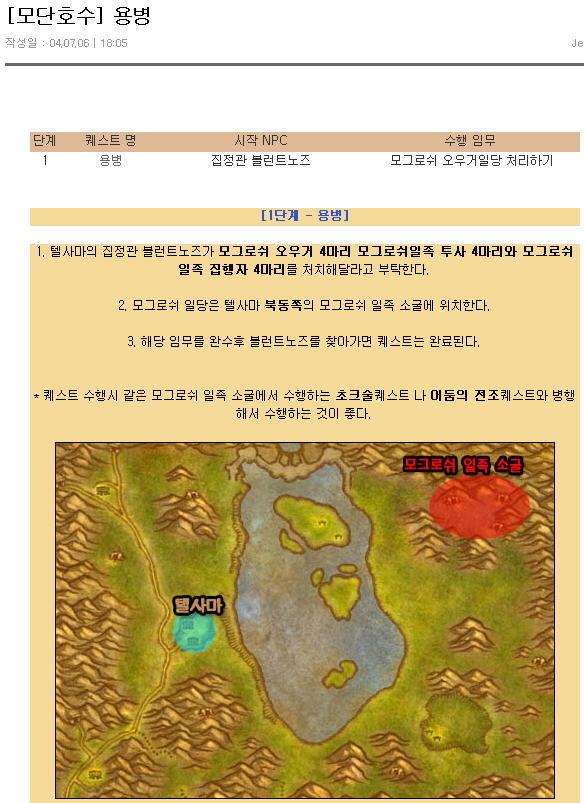 [모단호수] 용병
작성일 : 04.07.06 | 18:05
Je
단계 퀘스트 명 시작 NPC 수행 임무
1 용병 집정관 블런트노즈 모그로쉬 오우거일당 처리하기
[1단계 - 용병]
1. 텔사마의 집정관 블런트노즈가 모그로쉬 오우거 4마리 모그로쉬일족 투사 4마리와 모그로쉬
일족 집행자 4마리를 처치해달라고 부탁한다.
2. 모그로쉬 일당은 텔사마 북동쪽의 모그로쉬 일족 소굴에 위치한다.
3. 해당 임무를 완수후 블런트노즈를 찾아가면 퀘스트는 완료된다.
* 퀘스트 수행시 같은 모그로쉬 일족 소굴에서 수행하는 초크술퀘스트 나 어둠의 전조퀘스트와 병행
해서 수행하는 것이 좋다.
모그로쉬 일족 소굴
텔사마